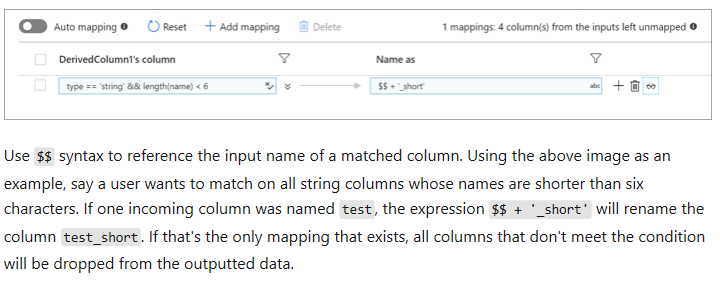 Auto mapping Reset + Add mapping Delete 1 mappings: 4 column(s) from the inputs left unmapped
DerivedColumn1's column Name as
type == 'string' && length(name) < 6 $$ + '_short' abc
Use $$ syntax to reference the input name of a matched column. Using the above image as an
example, say a user wants to match on all string columns whose names are shorter than six
characters. If one incoming column was named test, the expression $$ + '_short' will rename the
column test_short. If that's the only mapping that exists, all columns that don't meet the condition
will be dropped from the outputted data.